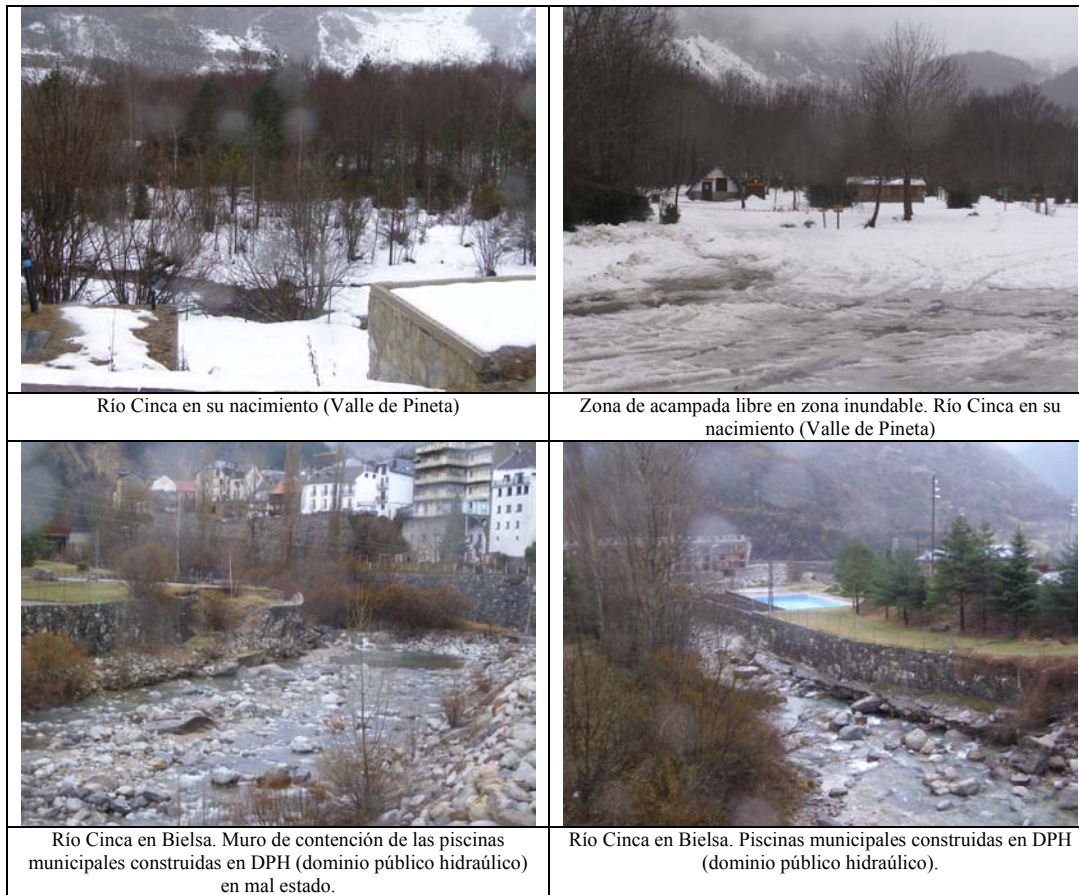 Río Cinca en su nacimiento (Valle de Pineta)
Zona de acampada libre en zona inundable. Río Cinca en su
nacimiento (Valle de Pineta)
Río Cinca en Bielsa. Muro de contención de las piscinas
municipales construidas en DPH (dominio público hidraúlico)
en mal estado.
Río Cinca en Bielsa. Piscinas municipales construidas en DPH
(dominio público hidraúlico).